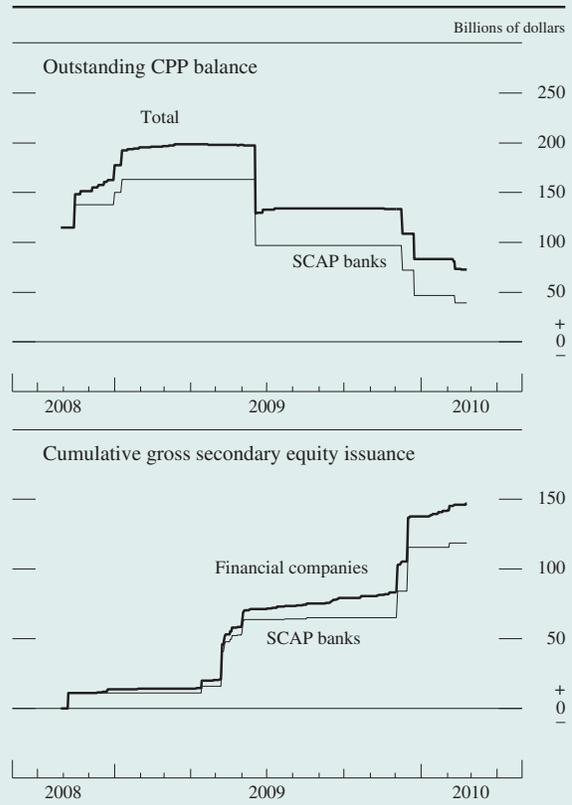 Billions of dollars
Outstanding CPP balance
250
Total
200
150
100
SCAP banks
50
+
0
–
2008 2009 2010
Cumulative gross secondary equity issuance
150
Financial companies
100
SCAP banks
50
+
0
–
2008 2009 2010